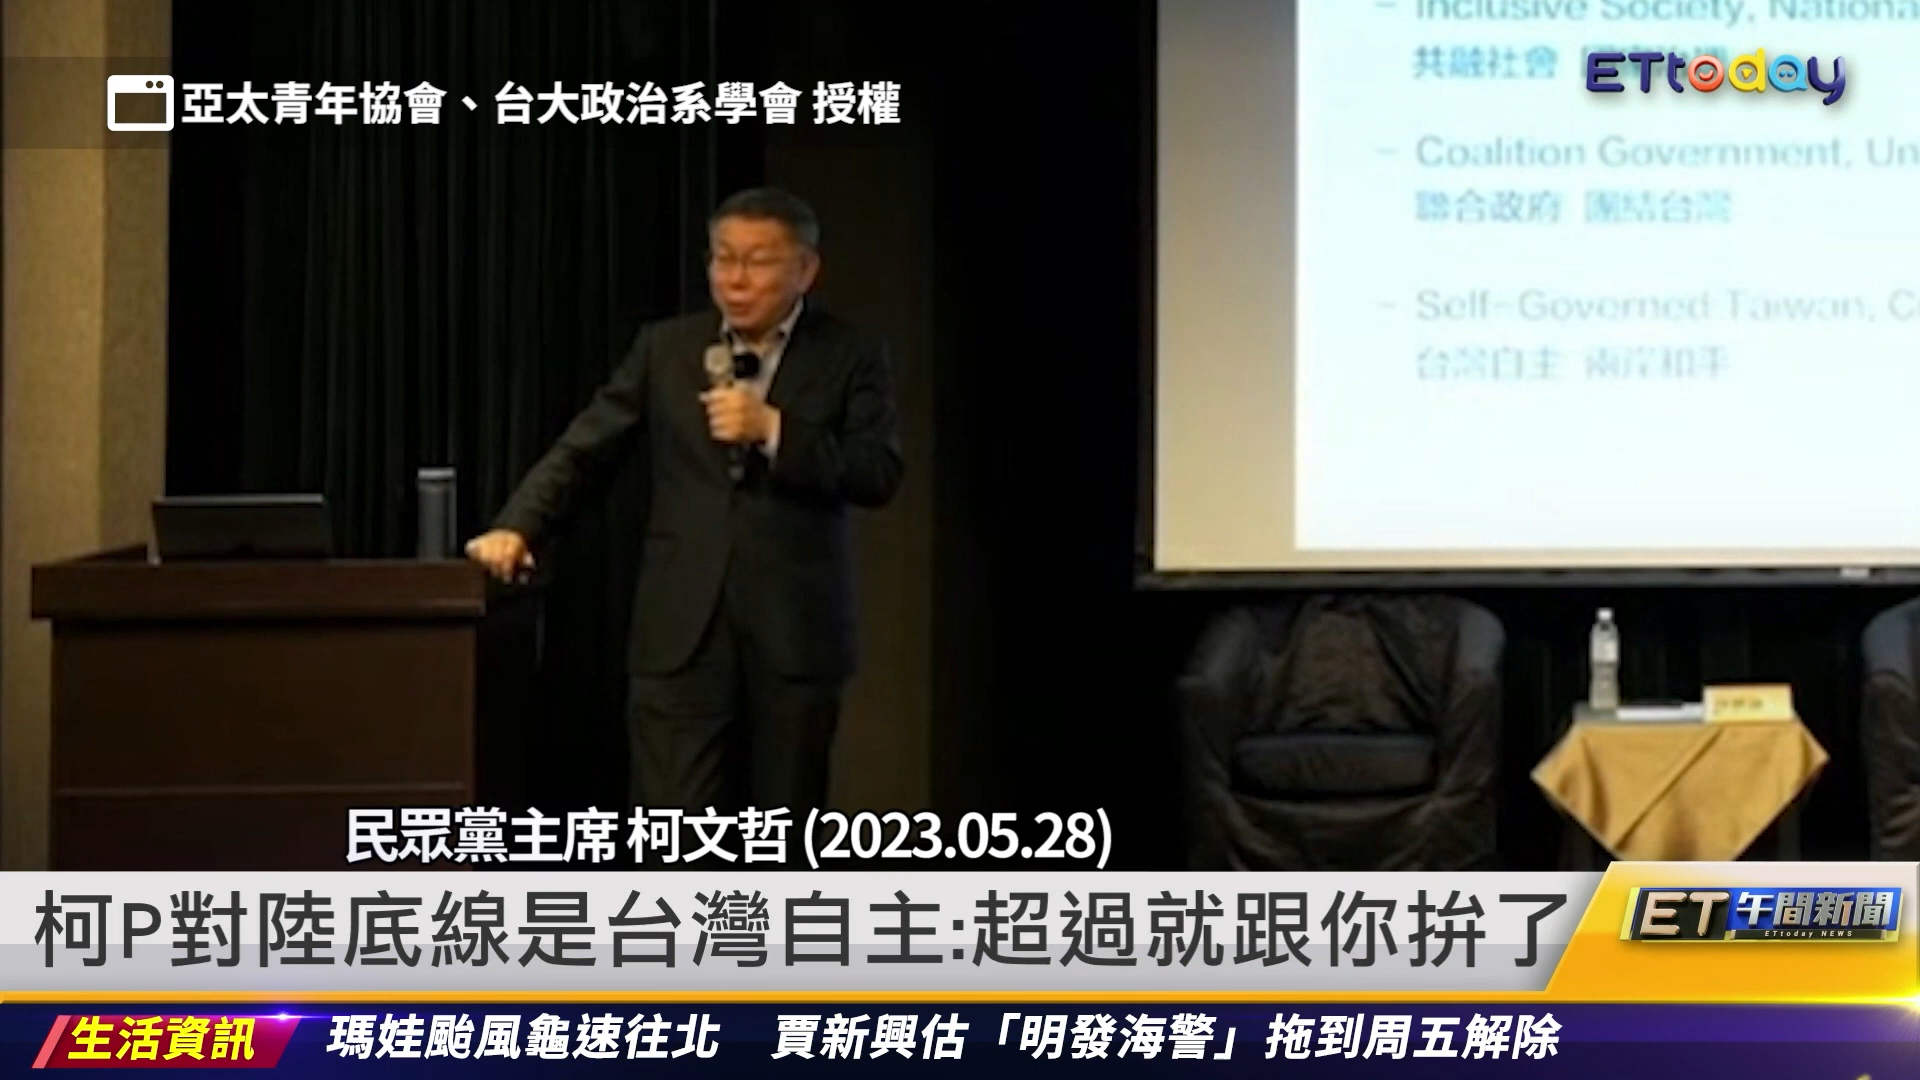 亞太青年協會、台大政治系學會 授權
ETtoday
– Inclusive Society, Nationa
共融社會
– Coalition Government, Un
聯合政府 團結台灣
– Self-Governed Taiwan, C
台灣自主 兩岸和平
民眾黨主席 柯文哲 (2023.05.28)
柯P對陸底線是台灣自主:超過就跟你拚了
ET 午間新聞
ETtoday NEWS
生活資訊 瑪娃颱風龜速往北 賈新興估「明發海警」拖到周五解除